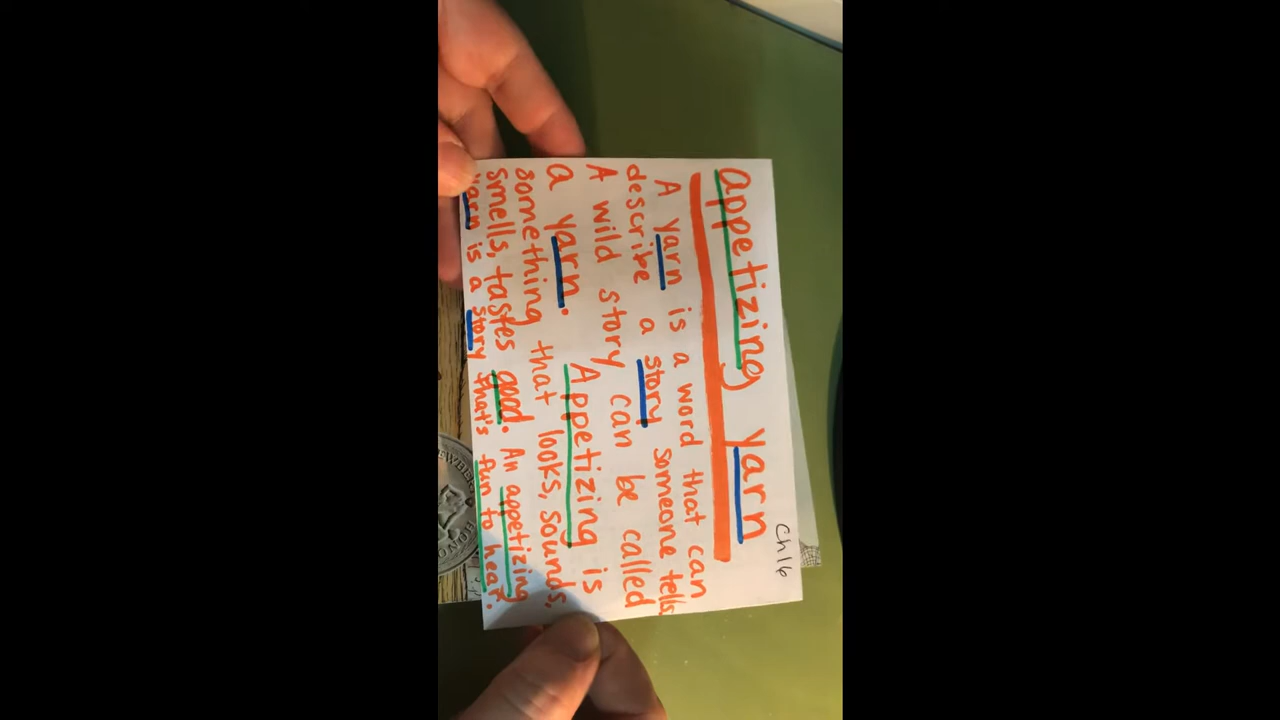 Ch16
appetizing yarn
A yarn is a word that can
describe a story someone tells.
A wild story can be called
a yarn. Appetizing is
something that looks, sounds,
smells, tastes good. An appetizing
yarn is a story that's fun to hear.